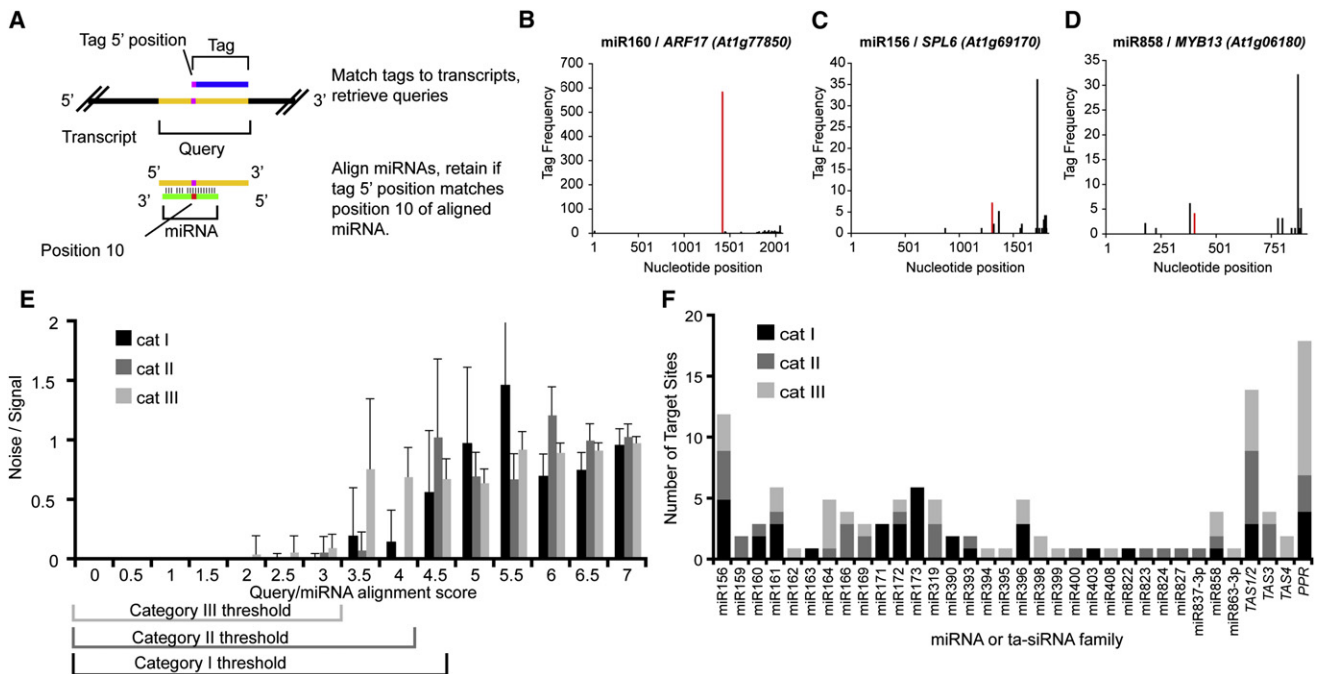 A
Tag 5' position
Tag
5'
3'
Match tags to transcripts,
retrieve queries
Transcript
Query
5'
3'
3'
5'
miRNA
Position 10
Align miRNAs, retain if
tag 5' position matches
position 10 of aligned
miRNA.
B
miR160 / ARF17 (At1g77850)
Tag Frequency
700
600
500
400
300
200
100
0
1
501
1001
1501
2001
Nucleotide position
C
miR156 / SPL6 (At1g69170)
Tag Frequency
40
35
30
25
20
15
10
5
0
1
501
1001
1501
Nucleotide position
D
miR858 / MYB13 (At1g06180)
Tag Frequency
35
30
25
20
15
10
5
0
1
251
501
751
Nucleotide position
E
Noise / Signal
2
1.5
1
0.5
0
cat I
cat II
cat III
0 0.5 1 1.5 2 2.5 3 3.5 4 4.5 5 5.5 6 6.5 7
Query/miRNA alignment score
Category III threshold
Category II threshold
Category I threshold
F
Number of Target Sites
20
15
10
5
0
cat I
cat II
cat III
miR156
miR159
miR160
miR161
miR162
miR163
miR164
miR166
miR169
miR171
miR172
miR173
miR319
miR390
miR393
miR394
miR395
miR396
miR398
miR399
miR400
miR403
miR408
miR822
miR823
miR824
miR827
miR837-3p
miR858
miR863-3p
TAS1/2
TAS3
TAS4
PPR
miRNA or ta-siRNA family